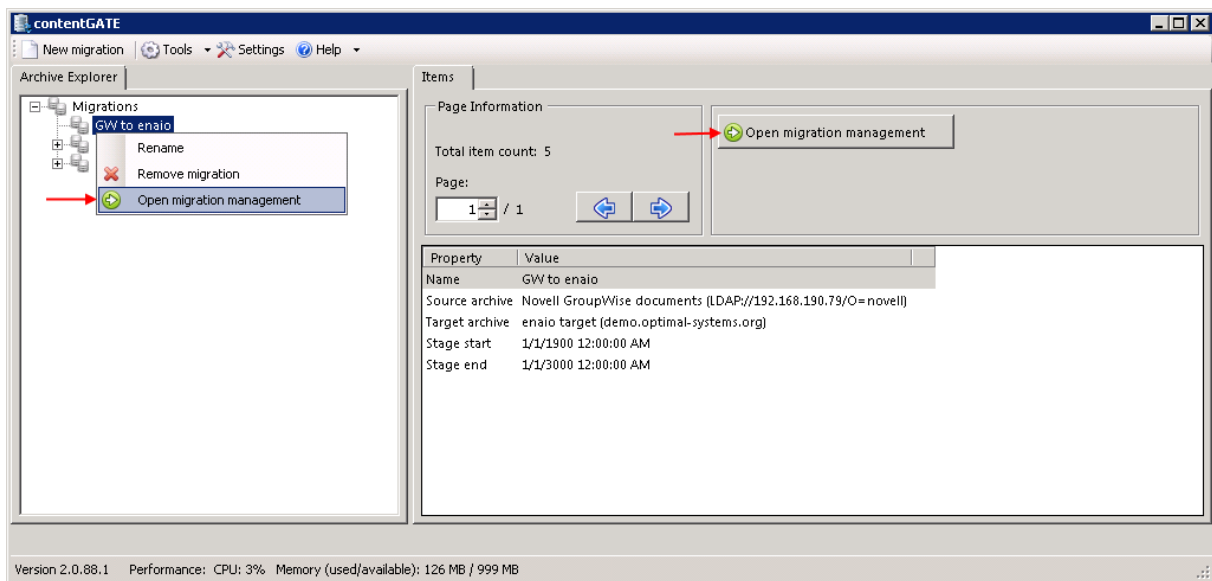 contentGATE
New migration Tools Settings Help
Archive Explorer
Migrations
GW to enaio
Rename
Remove migration
Open migration management
Items
Page Information
Total item count: 5
Page:
1 / 1
Open migration management
Property Value
Name GW to enaio
Source archive Novell GroupWise documents (LDAP://192.168.190.79/O=novell)
Target archive enaio target (demo.optimal-systems.org)
Stage start 1/1/1900 12:00:00 AM
Stage end 1/1/3000 12:00:00 AM
Version 2.0.88.1 Performance: CPU: 3% Memory (used/available): 126 MB / 999 MB